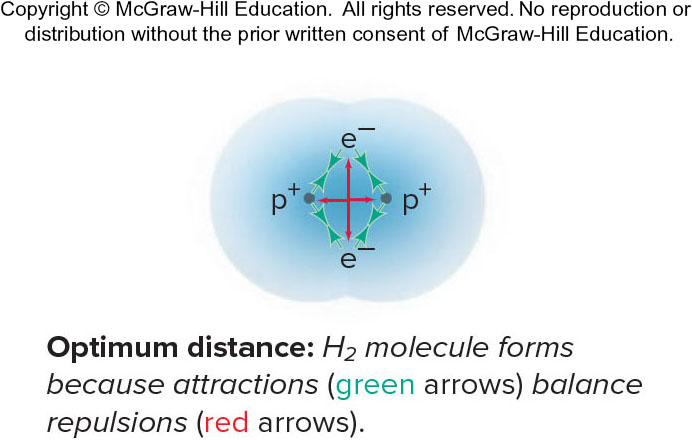 Copyright © McGraw-Hill Education. All rights reserved. No reproduction or
distribution without the prior written consent of McGraw-Hill Education.
e⁻
p⁺ p⁺
e⁻
Optimum distance: H₂ molecule forms
because attractions (green arrows) balance
repulsions (red arrows).